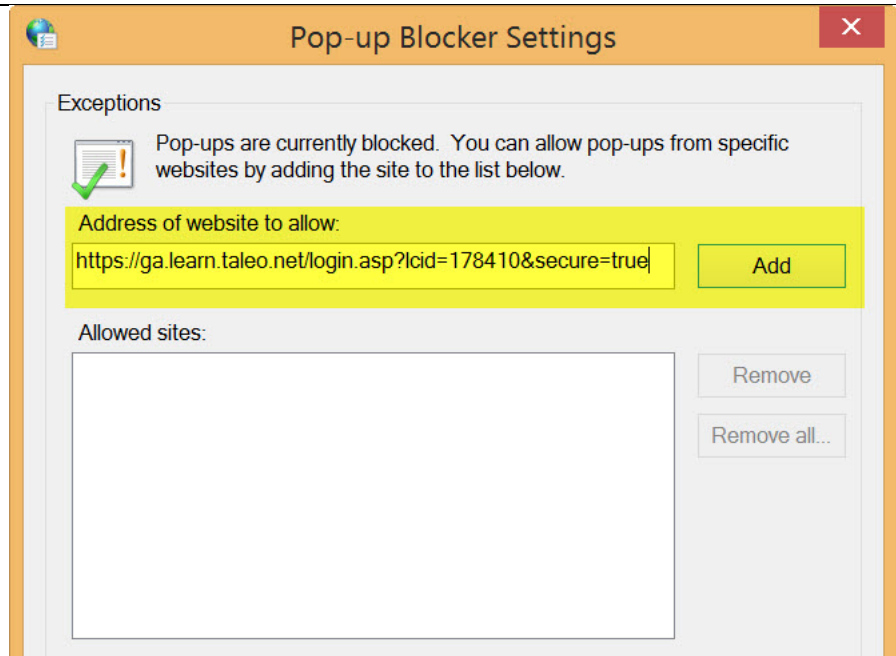 Pop-up Blocker Settings
Exceptions
Pop-ups are currently blocked. You can allow pop-ups from specific
websites by adding the site to the list below.
Address of website to allow:
https://ga.learn.taleo.net/login.asp?lcid=178410&secure=true
Add
Allowed sites:
Remove
Remove all...